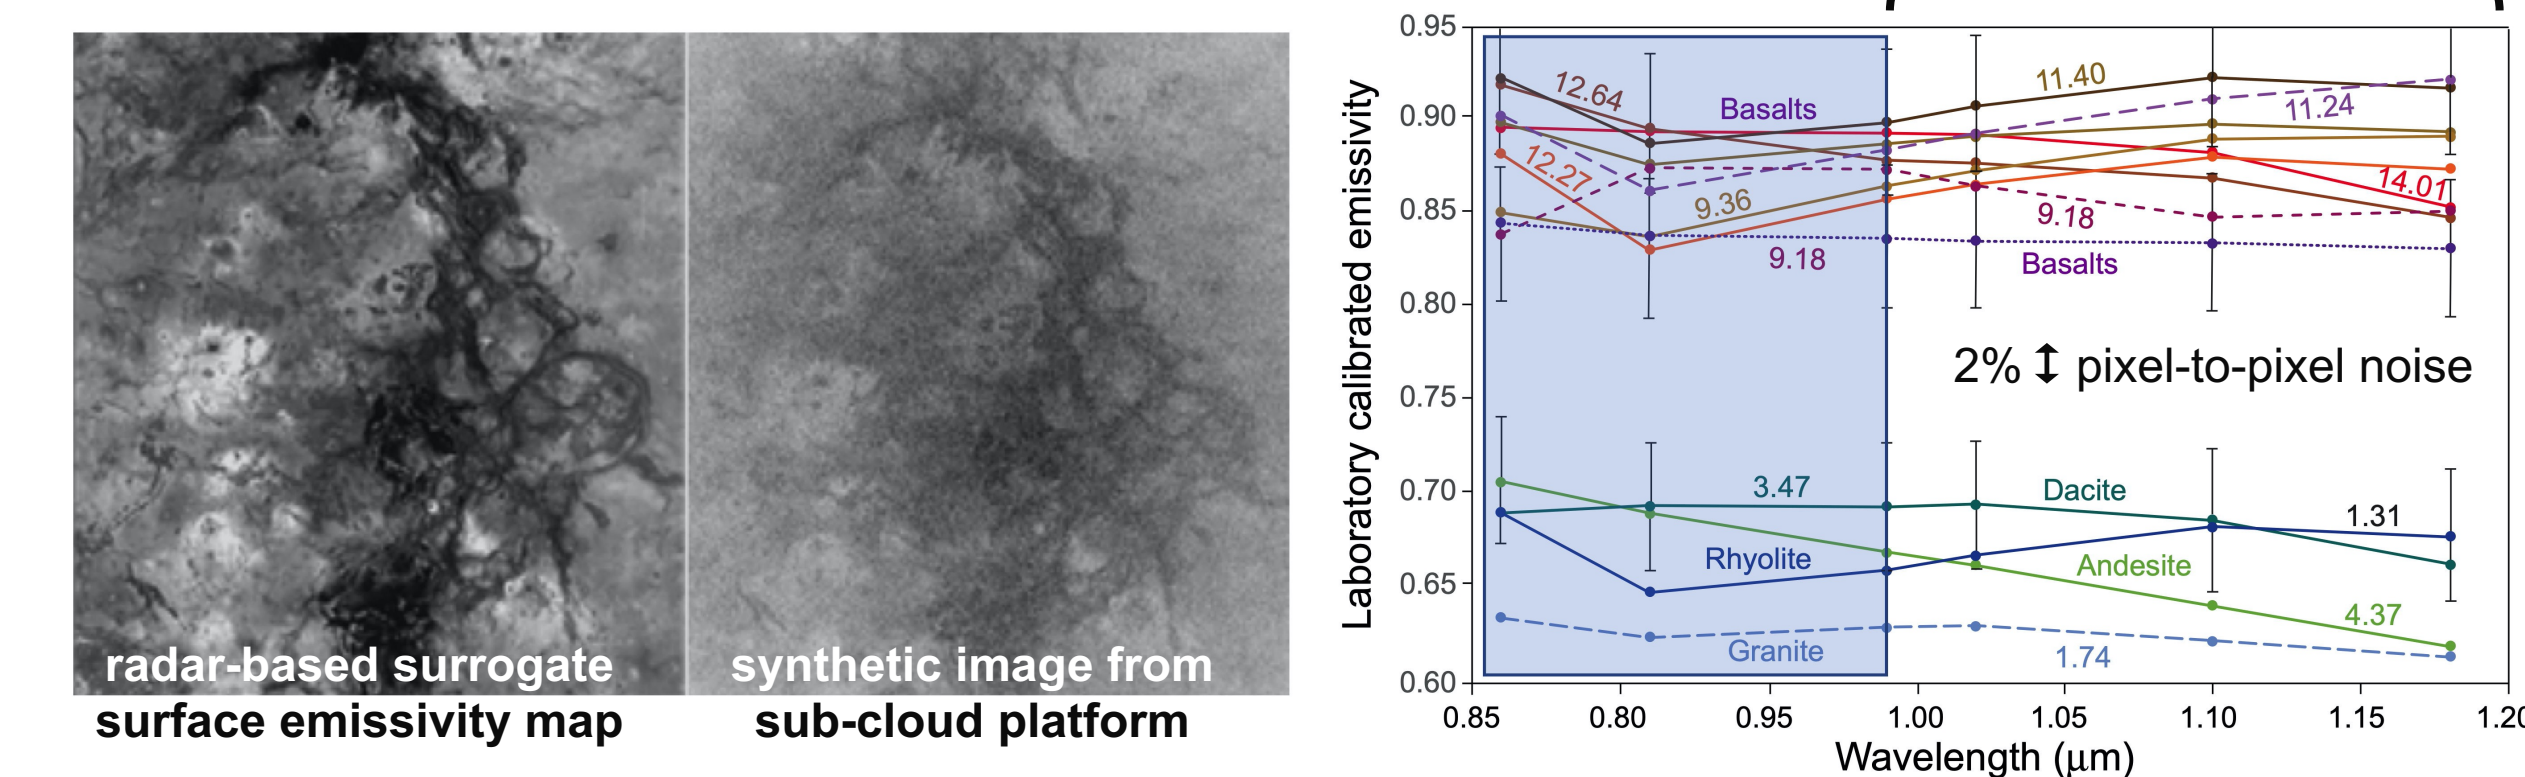 radar-based surrogate
surface emissivity map
synthetic image from
sub-cloud platform
Laboratory calibrated emissivity
0.95
0.90
0.85
0.80
0.75
0.70
0.65
0.60
12.64
Basalts
11.40
11.24
12.27
9.36
14.01
9.18
9.18
Basalts
2% ↕ pixel-to-pixel noise
3.47
Dacite
1.31
Rhyolite
Andesite
4.37
Granite
1.74
0.85 0.80 0.95 1.00 1.05 1.10 1.15 1.20
Wavelength (μm)